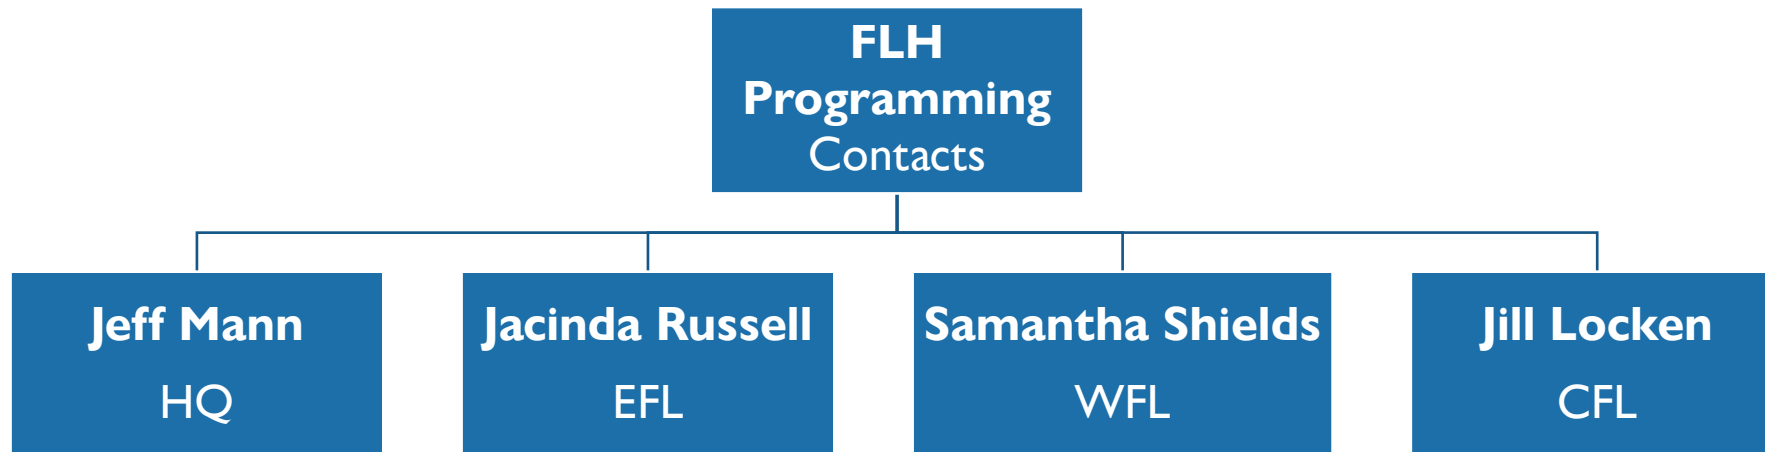 FLH
Programming
Contacts
Jeff Mann
HQ
Jacinda Russell
EFL
Samantha Shields
WFL
Jill Locken
CFL